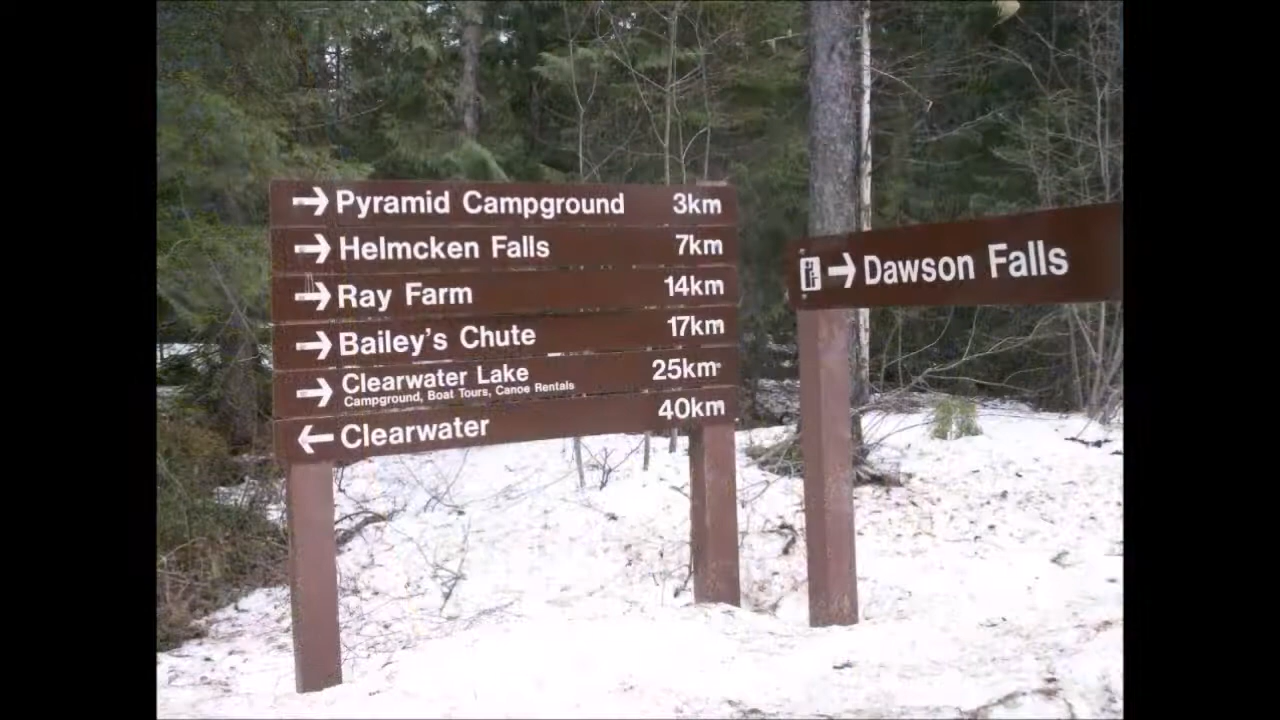 → Pyramid Campground 3km
→ Helmcken Falls 7km
→ Ray Farm 14km
→ Bailey's Chute 17km
→ Clearwater Lake 25km
Campground, Boat Tours, Canoe Rentals
← Clearwater 40km
→ Dawson Falls